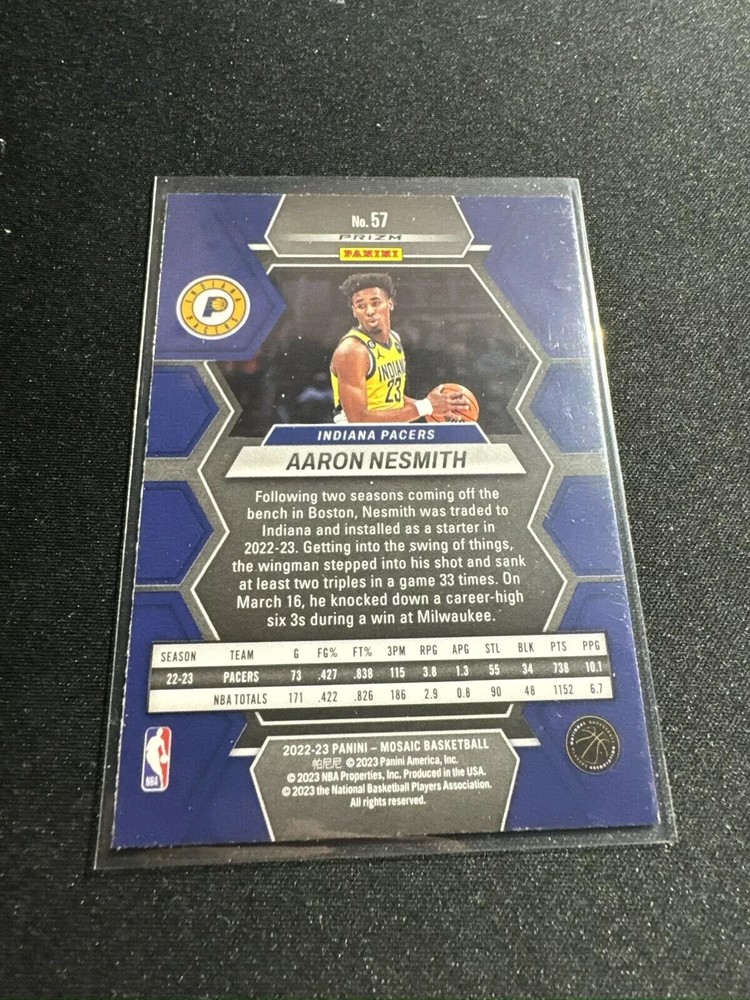 No. 57
PRIZM
PANINI
INDIANA
PACERS
INDIANA
23
INDIANA PACERS
AARON NESMITH
Following two seasons coming off the
bench in Boston, Nesmith was traded to
Indiana and installed as a starter in
2022-23. Getting into the swing of things,
the wingman stepped into his shot and sank
at least two triples in a game 33 times. On
March 16, he knocked down a career-high
six 3s during a win at Milwaukee.
SEASON TEAM G FG% FT% 3PM RPG APG STL BLK PTS PPG
22-23 PACERS 73 .427 .838 115 3.8 1.3 55 34 738 10.1
NBA TOTALS 171 .422 .826 186 2.9 0.8 90 48 1152 6.7
NBA
2022-23 PANINI – MOSAIC BASKETBALL
帕尼尼 © 2023 Panini America, Inc.
© 2023 NBA Properties, Inc. Produced in the USA.
© 2023 the National Basketball Players Association.
All rights reserved.